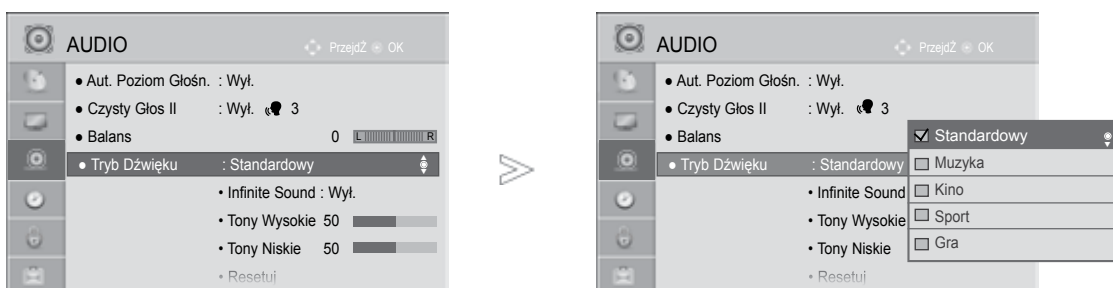 AUDIO
PrzejdŹ OK
● Aut. Poziom Głośn. : Wył.
● Czysty Głos II : Wył. 3
● Balans 0 L R
● Tryb Dźwięku : Standardowy
• Infinite Sound : Wył.
• Tony Wysokie 50
• Tony Niskie 50
• Resetuj
AUDIO
PrzejdŹ OK
● Aut. Poziom Głośn. : Wył.
● Czysty Głos II : Wył. 3
● Balans
● Tryb Dźwięku : Standardowy
• Infinite Sound
• Tony Wysokie
• Tony Niskie
• Resetuj
Standardowy
Muzyka
Kino
Sport
Gra